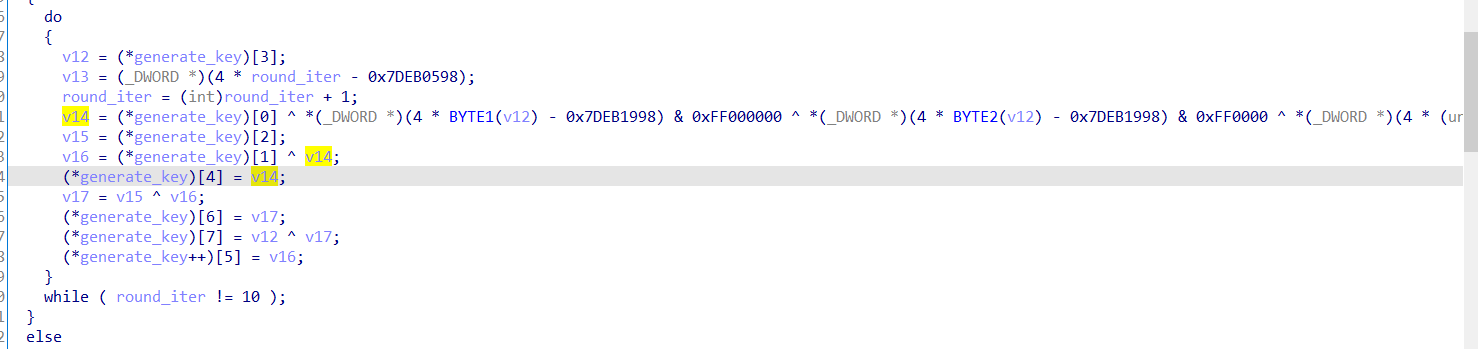 {
do
{
v12 = (*generate_key)[3];
v13 = (_DWORD *)(4 * round_iter - 0x7DEB0598);
round_iter = (int)round_iter + 1;
v14 = (*generate_key)[0] ^ *(_DWORD *)(4 * BYTE1(v12) - 0x7DEB1998) & 0xFF000000 ^ *(_DWORD *)(4 * BYTE2(v12) - 0x7DEB1998) & 0xFF0000 ^ *(_DWORD *)(4 * (
v15 = (*generate_key)[2];
v16 = (*generate_key)[1] ^ v14;
(*generate_key)[4] = v14;
v17 = v15 ^ v16;
(*generate_key)[6] = v17;
(*generate_key)[7] = v12 ^ v17;
(*generate_key++)[5] = v16;
}
while ( round_iter != 10 );
}
else